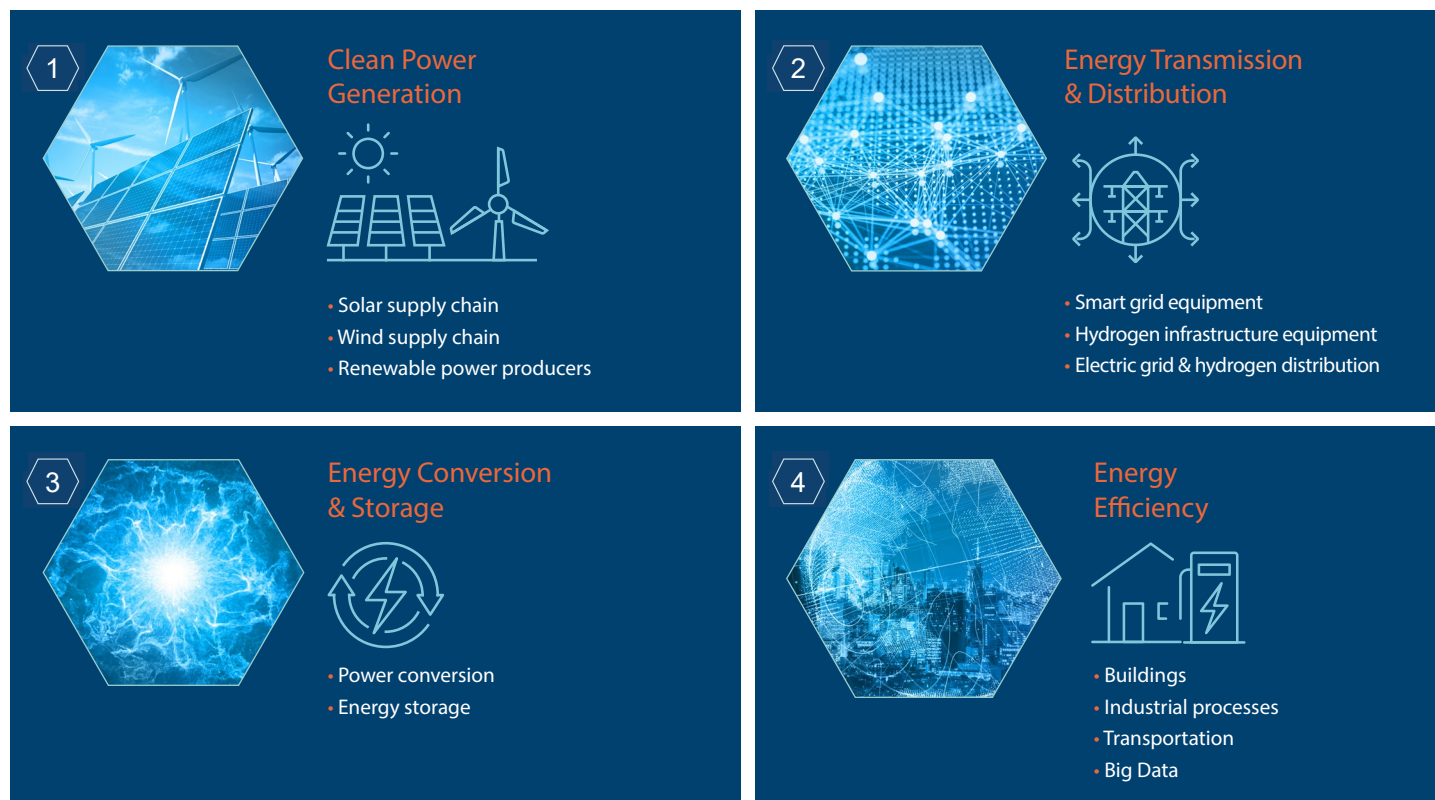 1
Clean Power
Generation
• Solar supply chain
• Wind supply chain
• Renewable power producers
2
Energy Transmission
& Distribution
• Smart grid equipment
• Hydrogen infrastructure equipment
• Electric grid & hydrogen distribution
3
Energy Conversion
& Storage
• Power conversion
• Energy storage
4
Energy
Efficiency
• Buildings
• Industrial processes
• Transportation
• Big Data